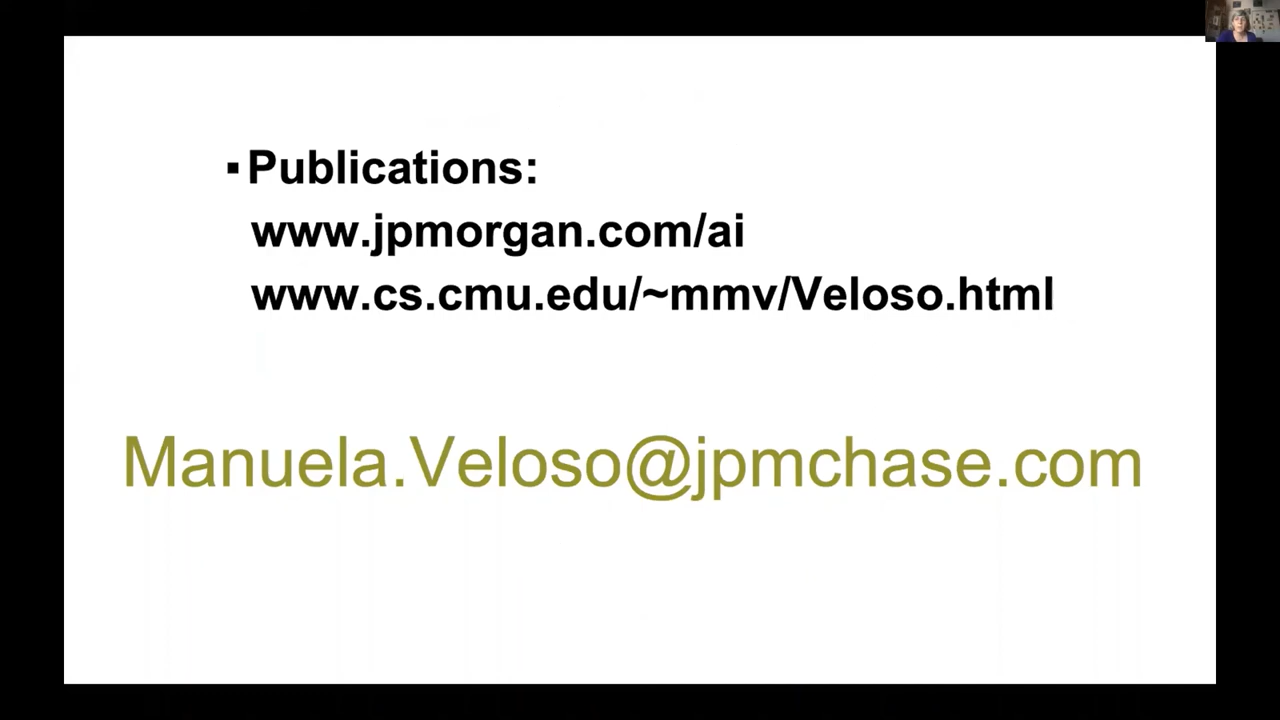 ▪ Publications:
www.jpmorgan.com/ai
www.cs.cmu.edu/~mmv/Veloso.html
Manuela.Veloso@jpmchase.com